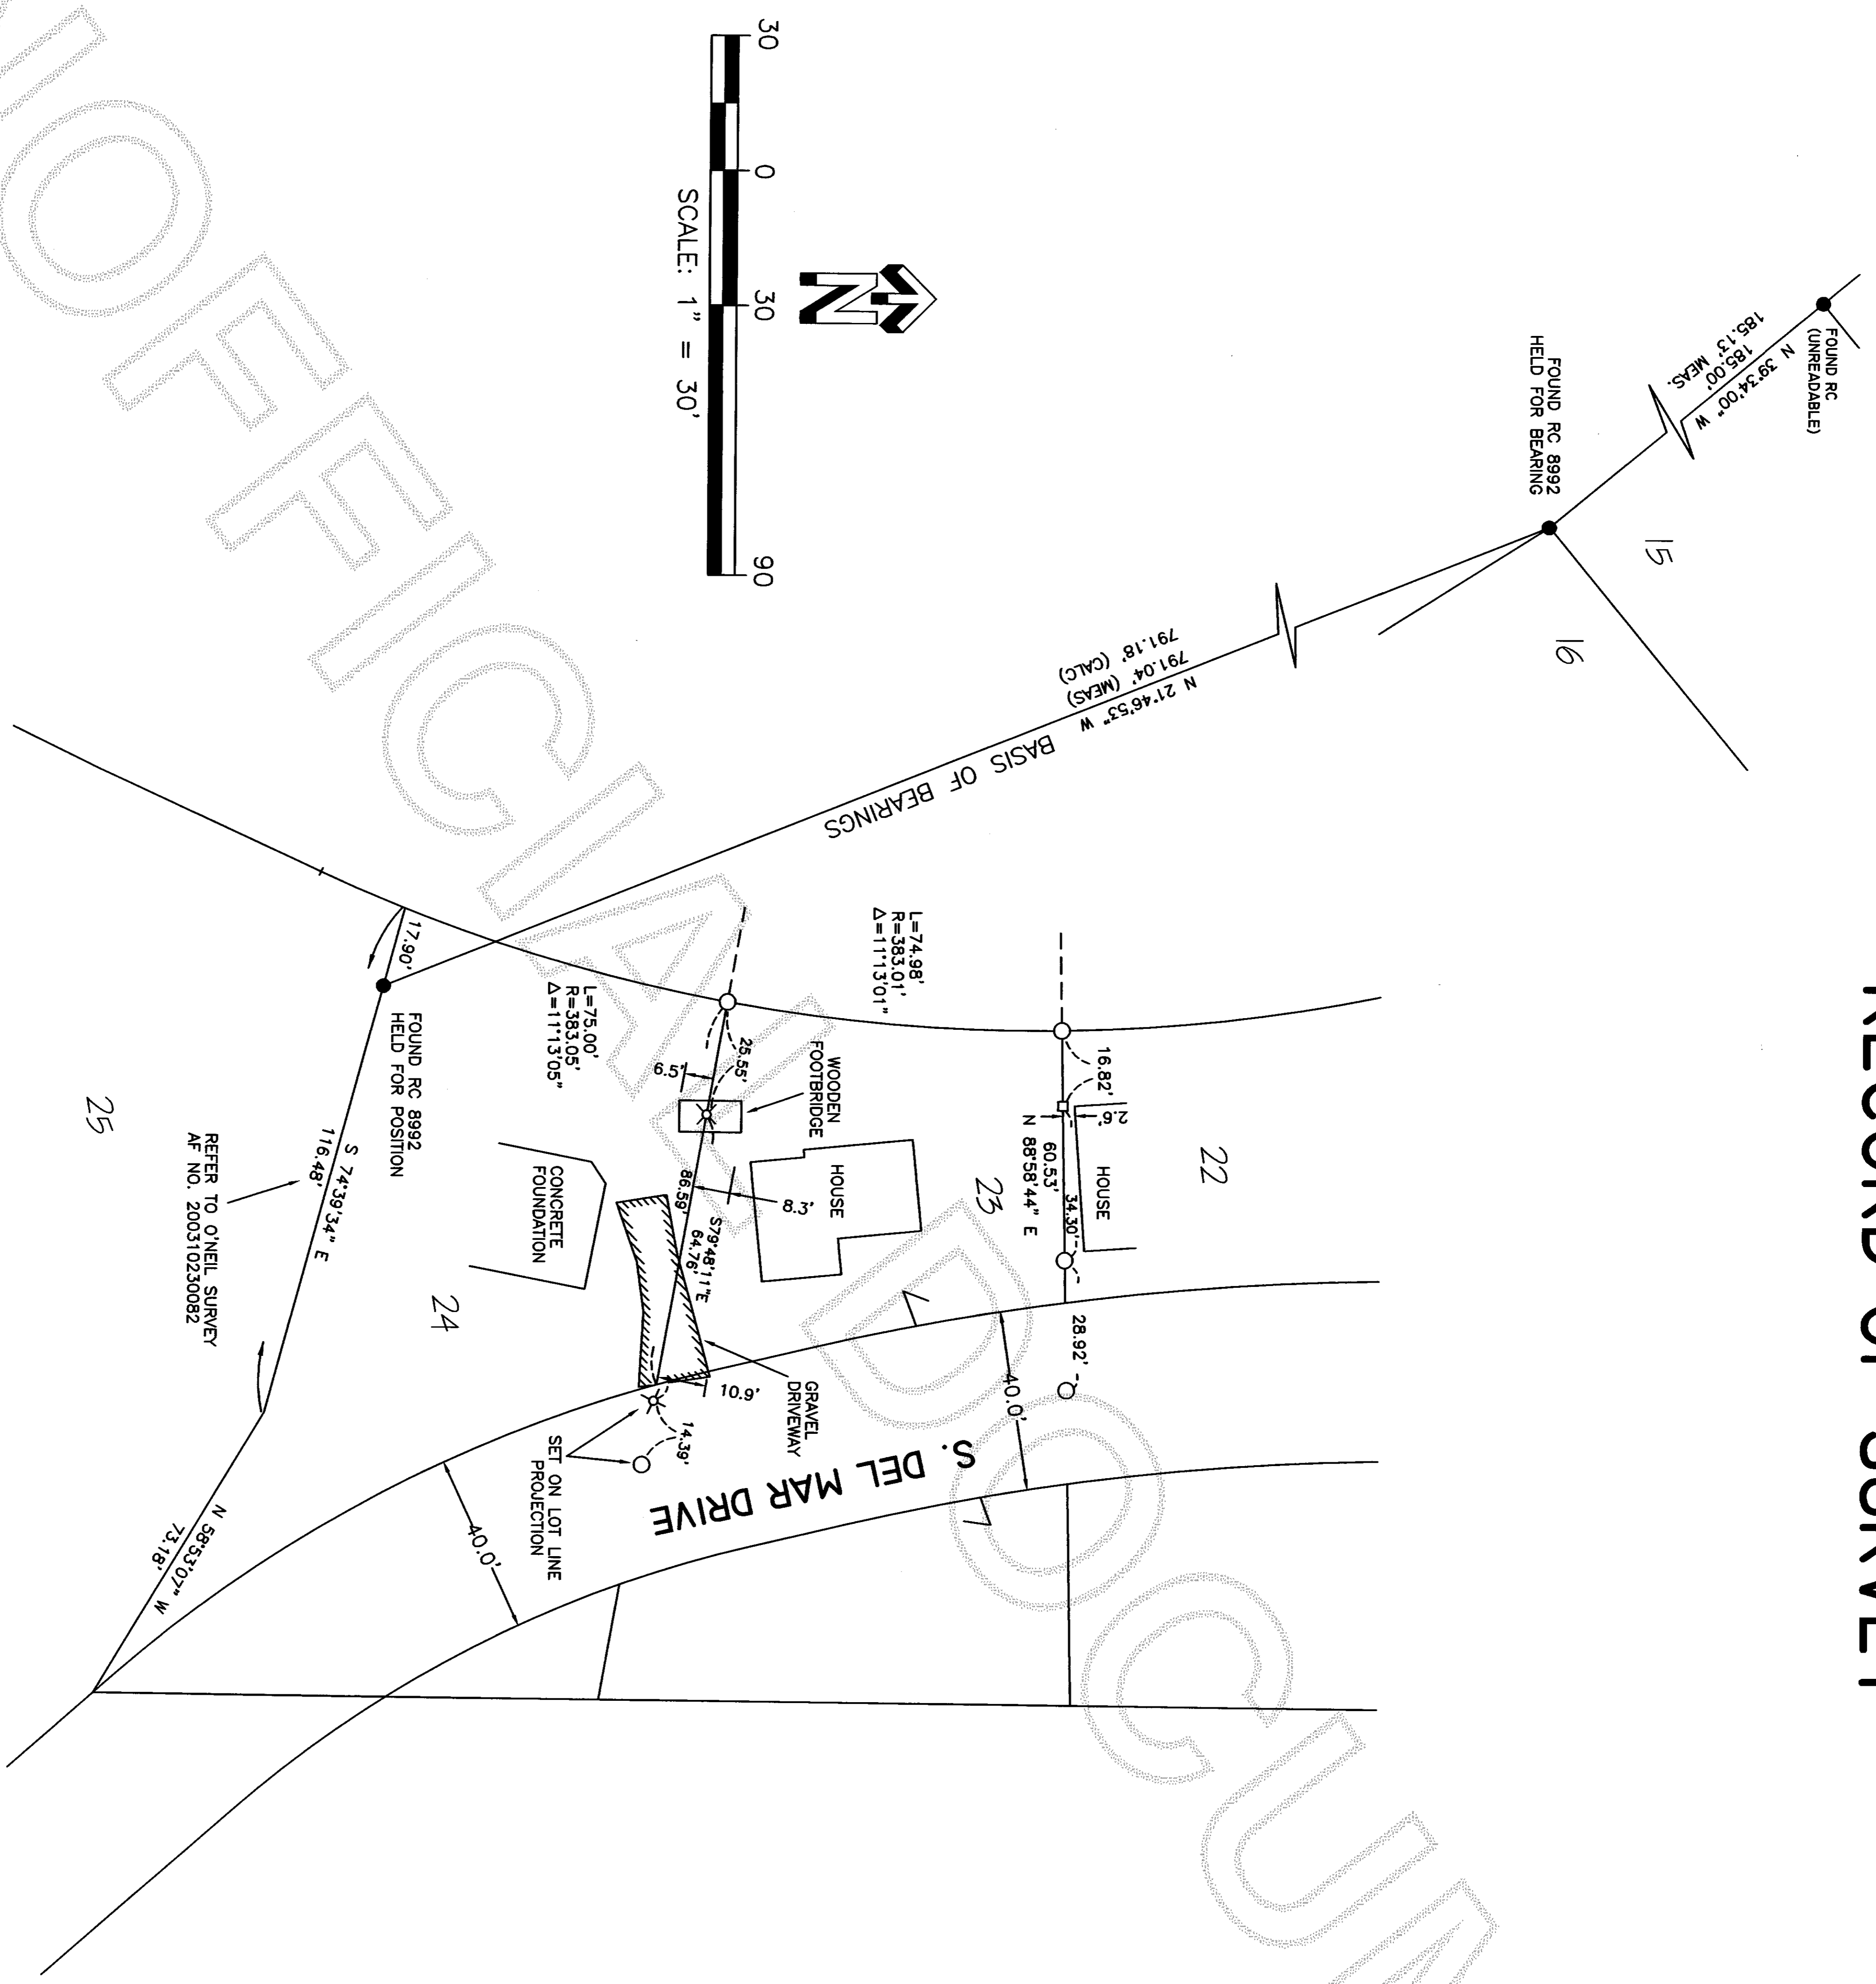 RECORD OF SURVEY
FOUND RC
(UNREADABLE)
N 39°34'00" W
185.00'
185.13' MEAS.
15
16
FOUND RC 8992
HELD FOR BEARING
N 21°46'53" W
791.04' (MEAS)
791.18' (CALC)
BASIS OF BEARINGS
30 0 30 90
SCALE: 1" = 30'
N
22
16.82'
2.6'
HOUSE
34.30'
60.53'
N 88°58'44" E
28.92'
L=74.98'
R=383.01'
Δ=11°13'01"
23
40.0'
WOODEN
FOOTBRIDGE
HOUSE
8.3'
25.55'
6.5'
S79°48'11"E
64.76'
86.59'
GRAVEL
DRIVEWAY
10.9'
14.39'
S. DEL MAR DRIVE
L=75.00'
R=383.05'
Δ=11°13'05"
CONCRETE
FOUNDATION
SET ON LOT LINE
PROJECTION
17.90'
FOUND RC 8992
HELD FOR POSITION
24
40.0'
S 74°39'34" E
116.48'
REFER TO O'NEIL SURVEY
AF NO. 200310230082
N 58°53'07" W
73.18'
25
UNOFFICIAL DOCUM